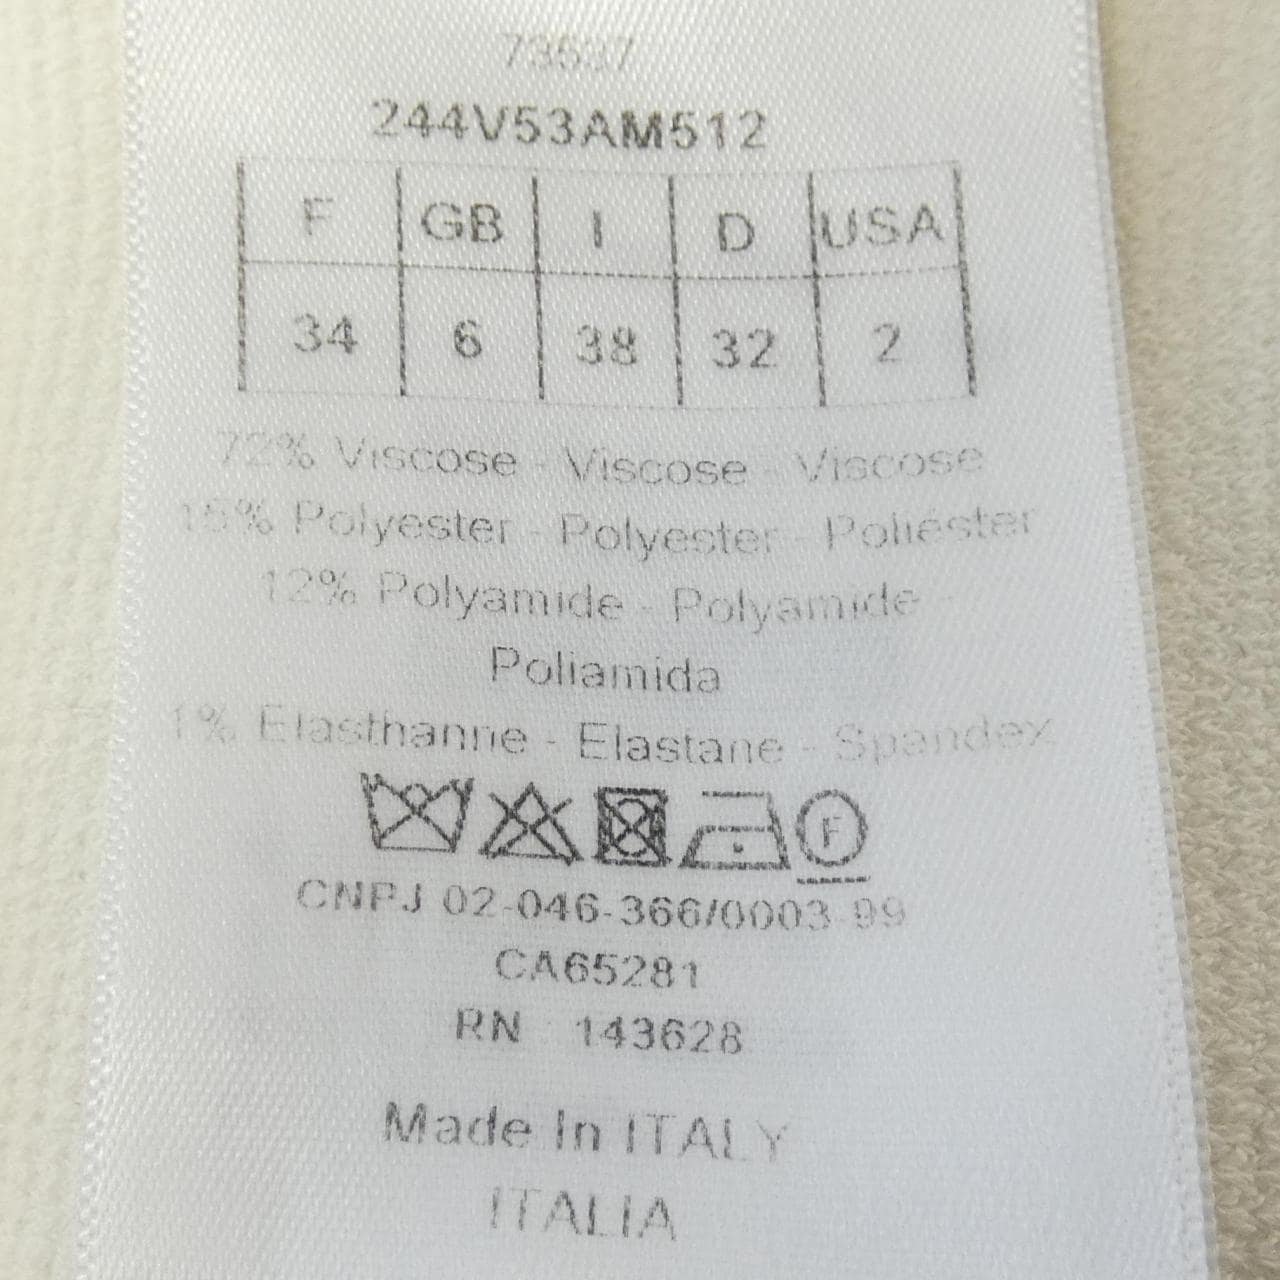 73537
244V53AM512
F GB I D USA
34 6 38 32 2
72% Viscose - Viscose - Viscose
15% Polyester - Polyester - Poliéster
12% Polyamide - Polyamide -
Poliamida
1% Elasthanne - Elastane - Spandex
F
CNPJ 02-046-366/0003-99
CA65281
RN 143628
Made In ITALY
ITALIA